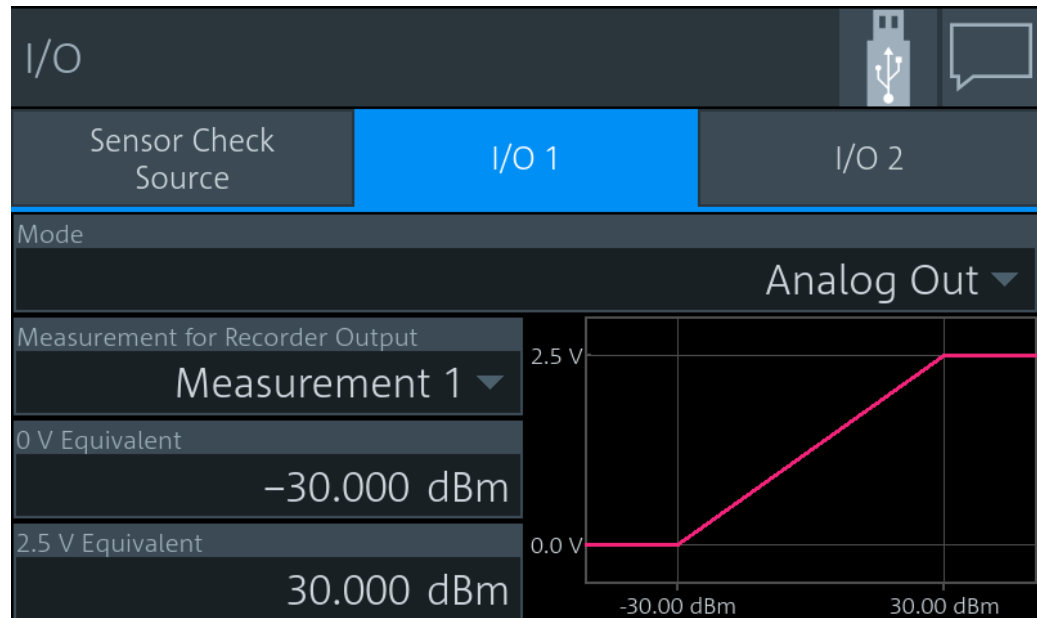 I/O
Sensor Check
Source
I/O 1
I/O 2
Mode
Analog Out
Measurement for Recorder Output
Measurement 1
0 V Equivalent
−30.000 dBm
2.5 V Equivalent
30.000 dBm
2.5 V
0.0 V
-30.00 dBm
30.00 dBm